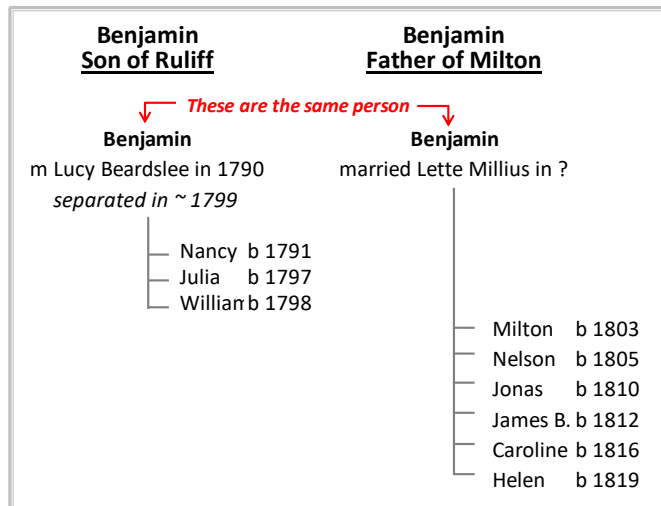 Benjamin Benjamin
Son of Ruliff Father of Milton
These are the same person
Benjamin Benjamin
m Lucy Beardslee in 1790 married Lette Millius in ?
separated in ~ 1799
Nancy b 1791
Julia b 1797
William b 1798
Milton b 1803
Nelson b 1805
Jonas b 1810
James B. b 1812
Caroline b 1816
Helen b 1819